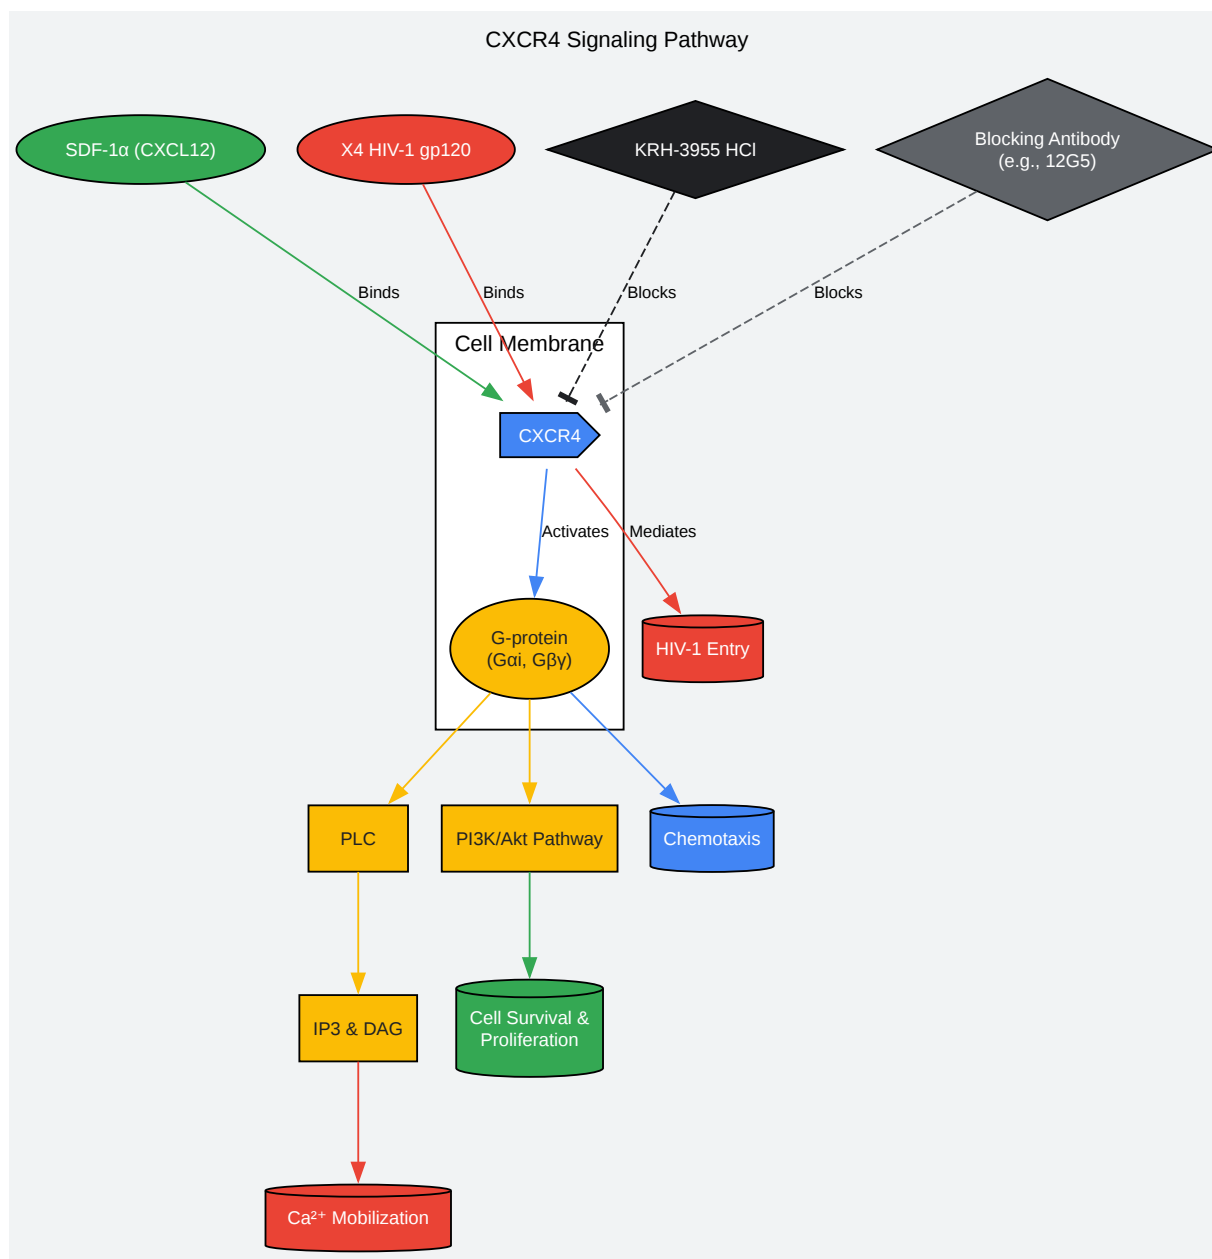 CXCR4 Signaling Pathway
SDF-1α (CXCL12)
X4 HIV-1 gp120
KRH-3955 HCl
Blocking Antibody
(e.g., 12G5)
Binds
Binds
Blocks
Blocks
Cell Membrane
CXCR4
Activates
Mediates
G-protein
(Gαi, Gβγ)
HIV-1 Entry
PLC
PI3K/Akt Pathway
Chemotaxis
IP3 & DAG
Cell Survival &
Proliferation
Ca²⁺ Mobilization